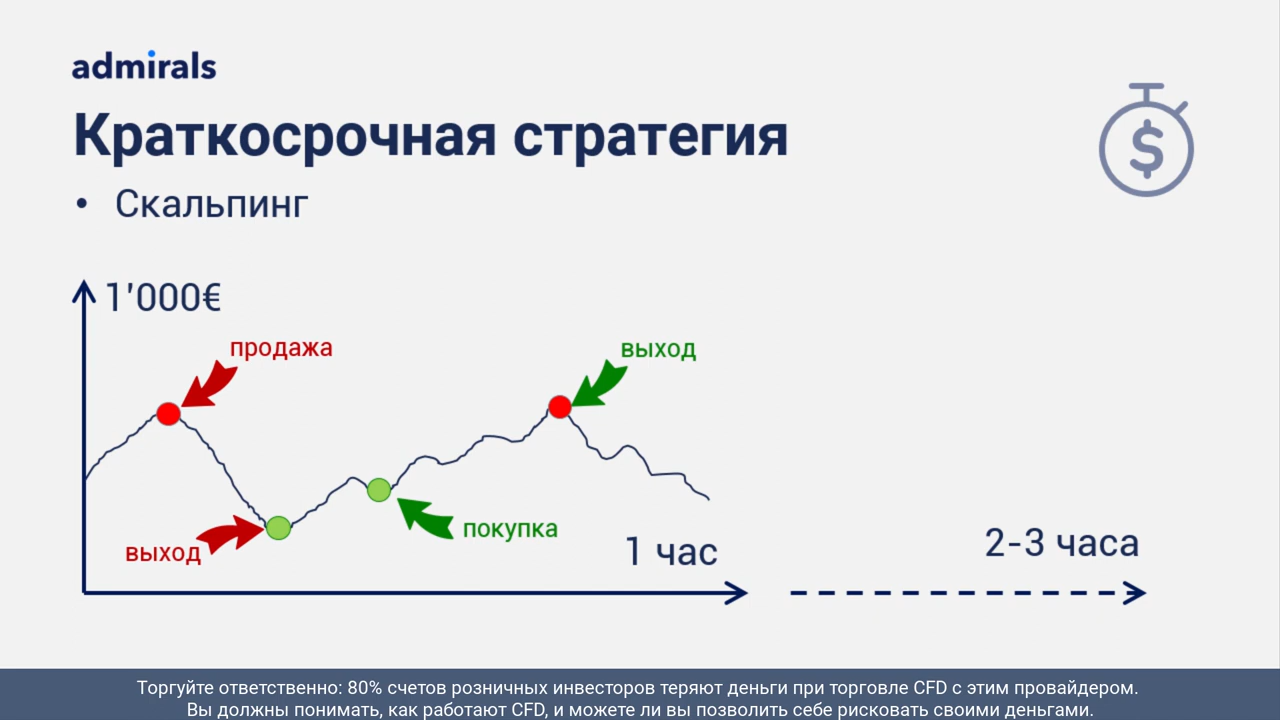 admirals
Краткосрочная стратегия
• Скальпинг
$
1'000€
продажа
выход
выход
покупка
1 час
2-3 часа
Торгуйте ответственно: 80% счетов розничных инвесторов теряют деньги при торговле CFD с этим провайдером.
Вы должны понимать, как работают CFD, и можете ли вы позволить себе рисковать своими деньгами.